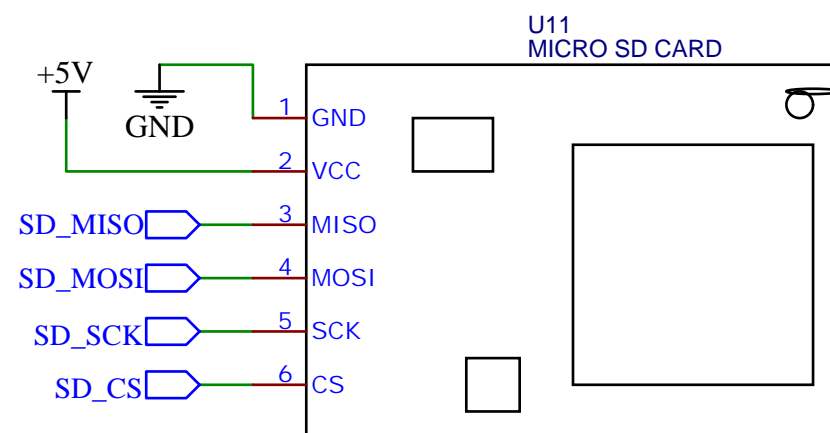 U11
MICRO SD CARD
+5V
GND
1 GND
2 VCC
SD_MISO 3 MISO
SD_MOSI 4 MOSI
SD_SCK 5 SCK
SD_CS 6 CS